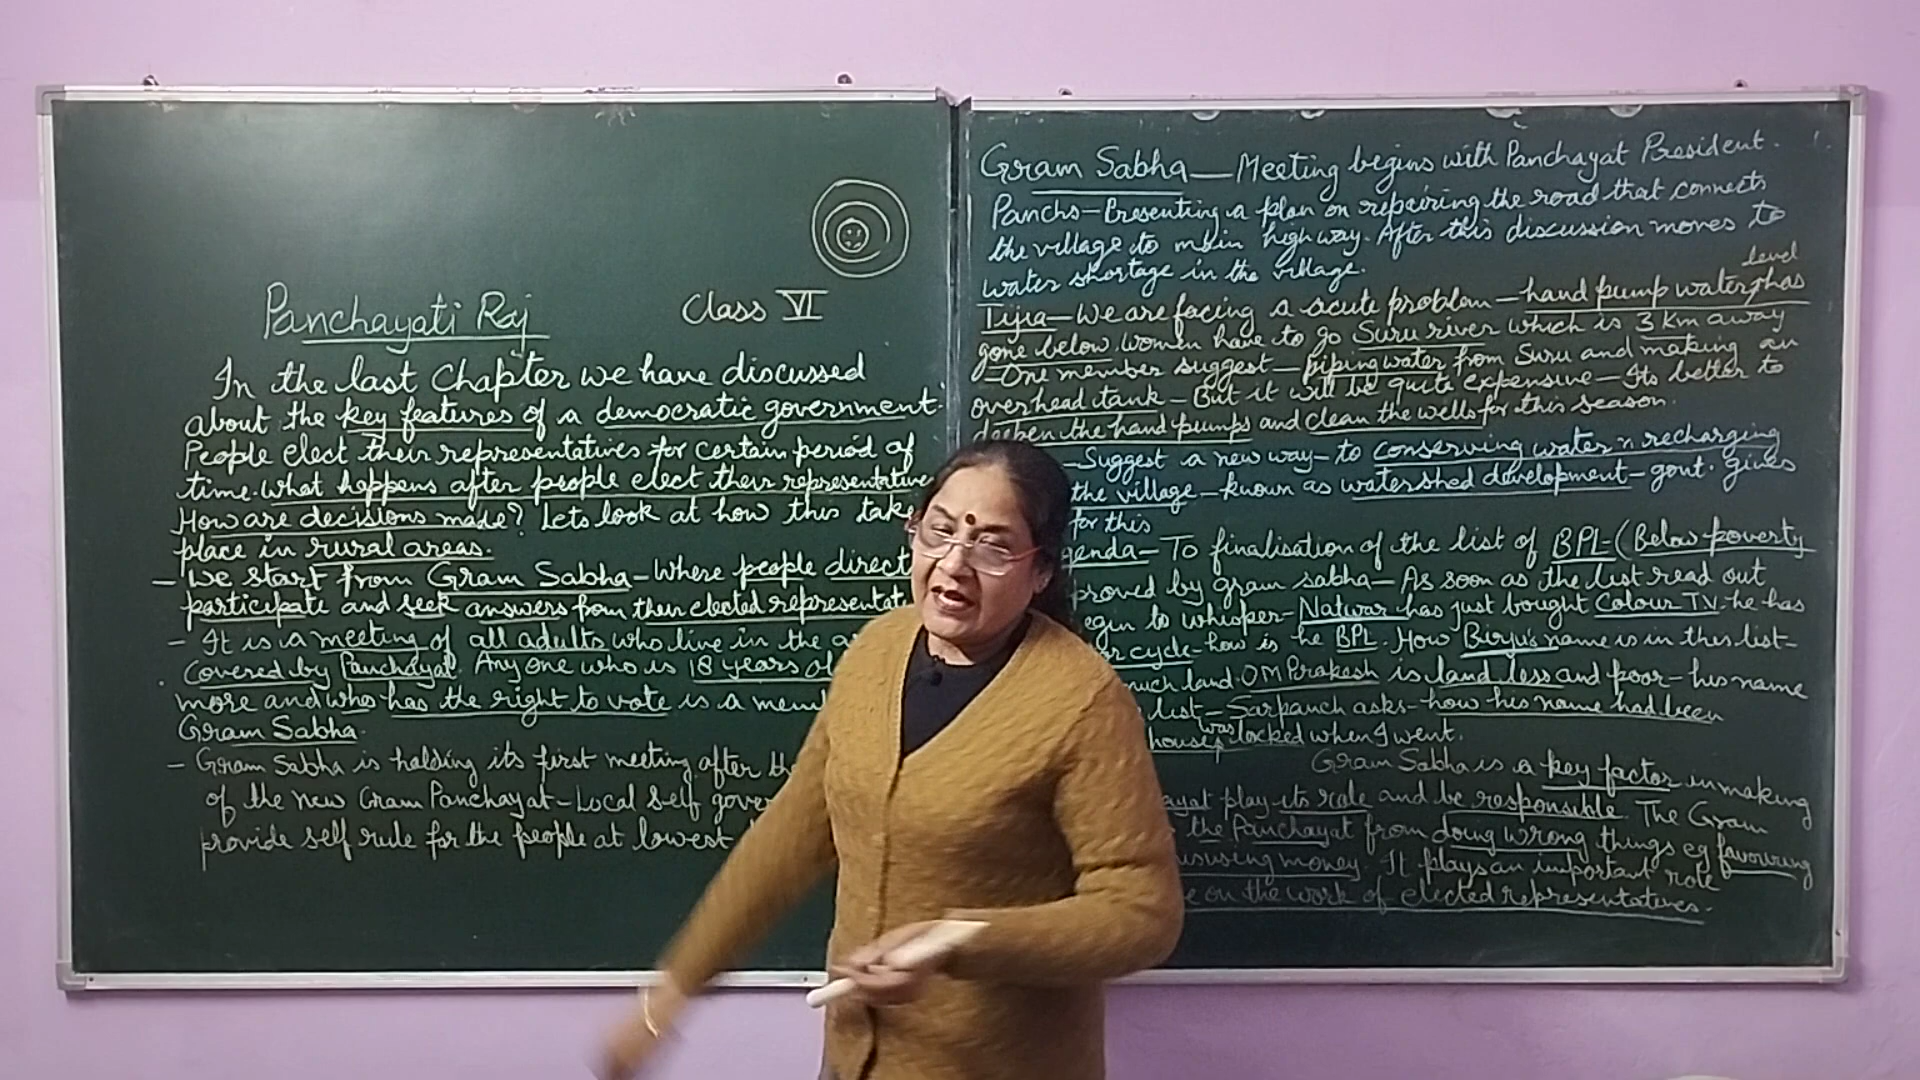 Panchayati Raj Class VI
In the last Chapter we have discussed
about the key features of a democratic government.
People elect their representatives for certain period of
time. what happens after people elect their representative
How are decisions made? Lets look at how this take
place in rural areas.
- We start from Gram Sabha - Where people direct
participate and seek answers from their elected representat
- It is a meeting of all adults who live in the a
Covered by Panchayat. Any one who is 18 years ol
more and who has the right to vote is a mem
Gram Sabha.
- Gram Sabha is holding its first meeting after th
of the new Gram Panchayat - Local Self gove
provide self rule for the people at lowest
Gram Sabha - Meeting begins with Panchayat President.
Panchs - Presenting a plan on repairing the road that connects
the village to main highway. After this discussion moves to
water shortage in the village.
level
Tijia - We are facing a acute problem - hand pump water has
gone below. women have to go Suru river which is 3 Km away
- One member suggest - piping water from Suru and making an
overhead tank - But it will be quite expensive - Its better to
deepen the hand pumps and clean the wells for this season.
- Suggest a new way - to conserving water n recharging
the village - known as watershed development - govt. gives
for this
genda - To finalisation of the list of BPL - (Below poverty
proved by gram sabha - As soon as the list read out
egin to whisper - Natwar has just bought Colour T.V. he has
or cycle - how is he BPL. How Birju's name is in this list -
much land OM Prakash is land less and poor - his name
list - Sarpanch asks - how his name had been
house was locked when I went.
Gram Sabha is a key factor in making
ayat play its role and be responsible. The Gram
the Panchayat from doing wrong things eg favouring
misusing money. It plays an important role
e on the work of elected representatives.